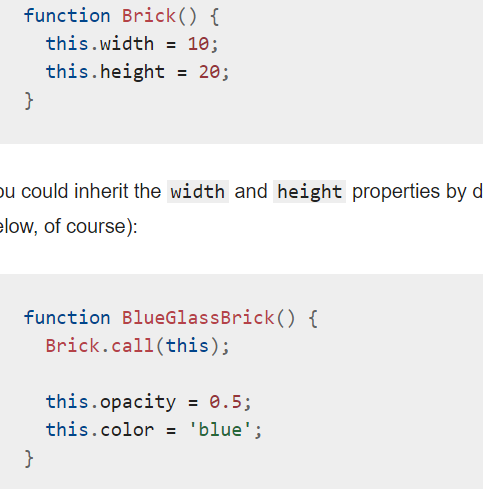 function Brick() {
this.width = 10;
this.height = 20;
}
ou could inherit the width and height properties by d
elow, of course):
function BlueGlassBrick() {
Brick.call(this);
this.opacity = 0.5;
this.color = 'blue';
}